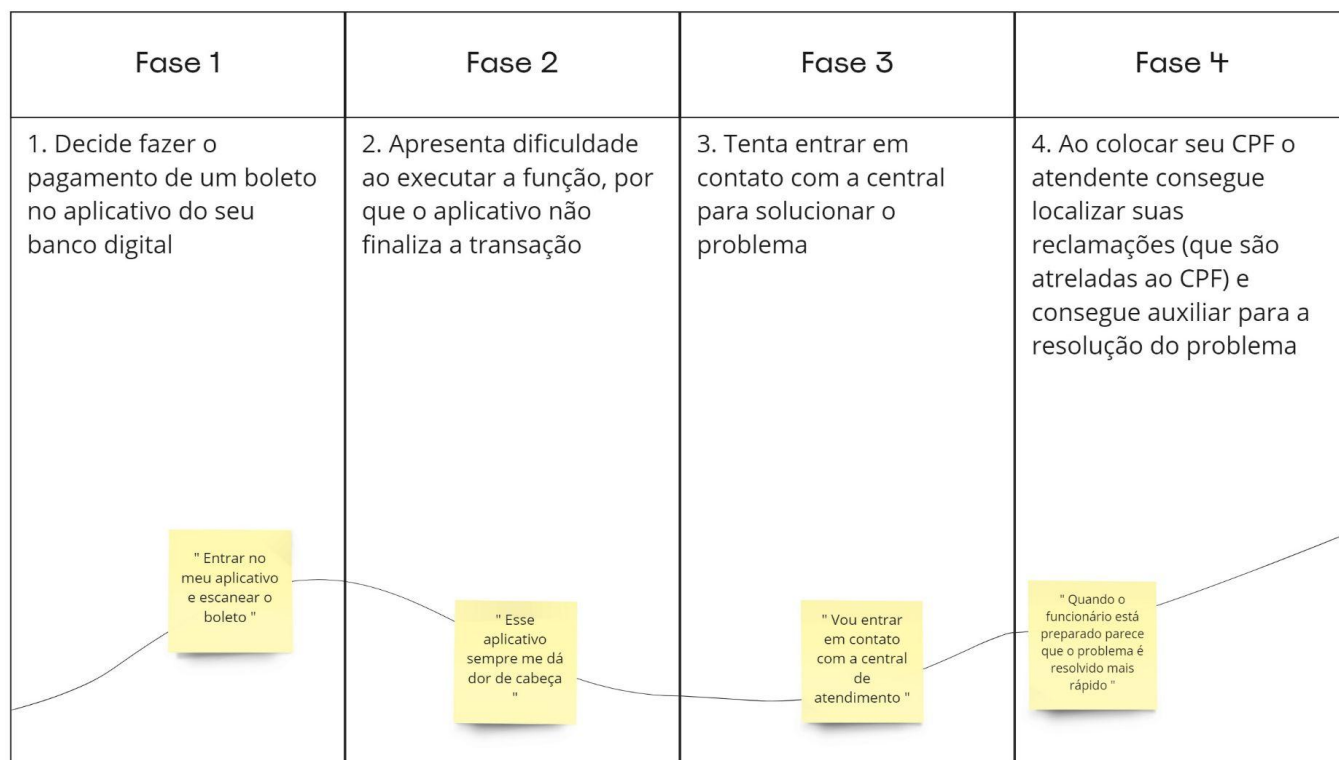 Fase 1
Fase 2
Fase 3
Fase 4
1. Decide fazer o
pagamento de um boleto
no aplicativo do seu
banco digital
2. Apresenta dificuldade
ao executar a função, por
que o aplicativo não
finaliza a transação
3. Tenta entrar em
contato com a central
para solucionar o
problema
4. Ao colocar seu CPF o
atendente consegue
localizar suas
reclamações (que são
atreladas ao CPF) e
consegue auxiliar para a
resolução do problema
" Entrar no
meu aplicativo
e escanear o
boleto "
" Esse
aplicativo
sempre me dá
dor de cabeça
"
" Vou entrar
em contato
com a central
de
atendimento "
" Quando o
funcionário está
preparado parece
que o problema é
resolvido mais
rápido "